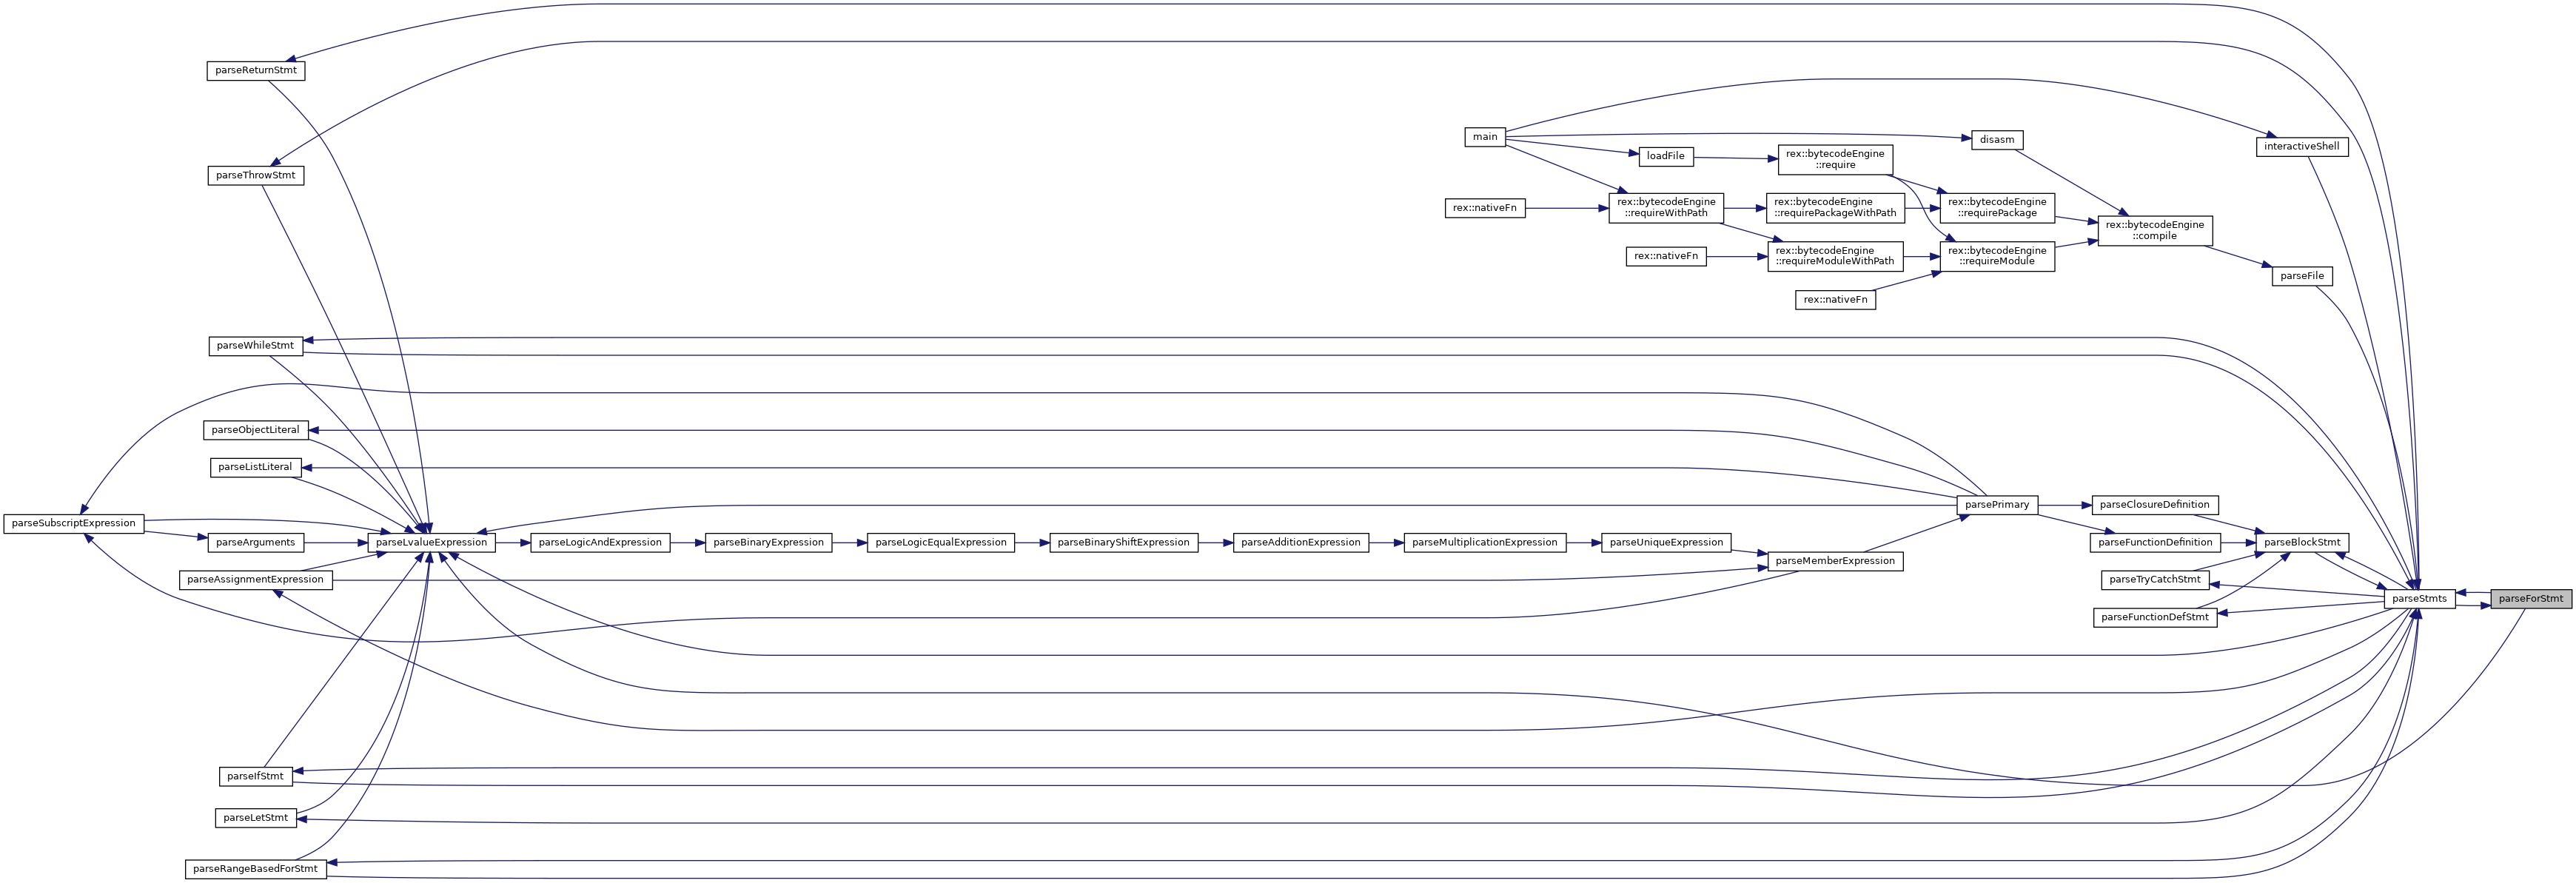 parseReturnStmt
parseThrowStmt
main
disasm
interactiveShell
loadFile
rex::bytecodeEngine
::require
rex::nativeFn
rex::bytecodeEngine
::requireWithPath
rex::bytecodeEngine
::requirePackageWithPath
rex::bytecodeEngine
::requirePackage
rex::bytecodeEngine
::compile
rex::nativeFn
rex::bytecodeEngine
::requireModuleWithPath
rex::bytecodeEngine
::requireModule
parseFile
rex::nativeFn
parseWhileStmt
parseObjectLiteral
parseListLiteral
parsePrimary
parseClosureDefinition
parseSubscriptExpression
parseArguments
parseLvalueExpression
parseLogicAndExpression
parseBinaryExpression
parseLogicEqualExpression
parseBinaryShiftExpression
parseAdditionExpression
parseMultiplicationExpression
parseUniqueExpression
parseMemberExpression
parseFunctionDefinition
parseBlockStmt
parseAssignmentExpression
parseTryCatchStmt
parseFunctionDefStmt
parseStmts
parseForStmt
parseIfStmt
parseLetStmt
parseRangeBasedForStmt